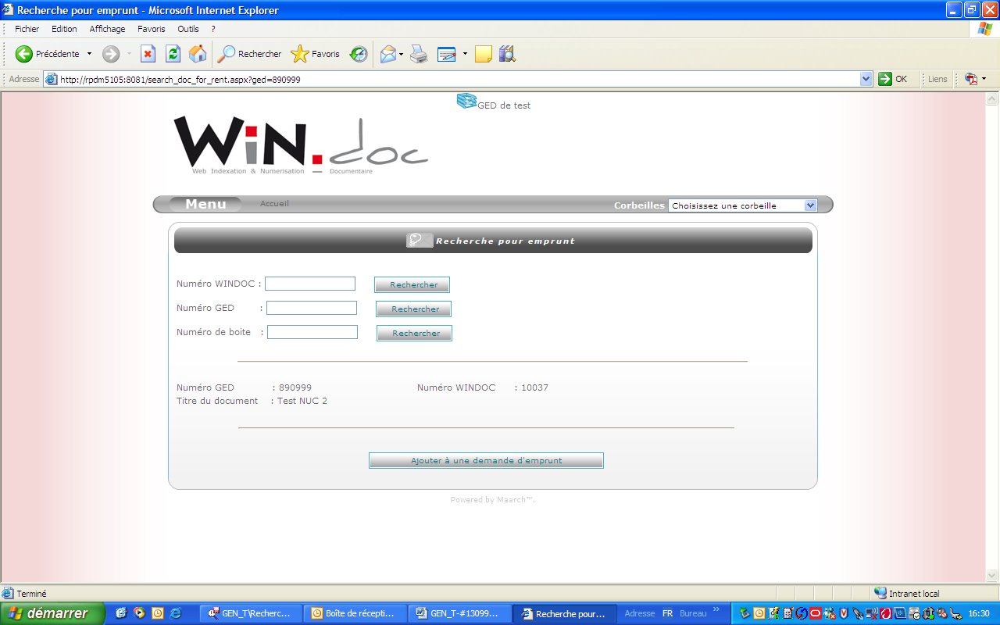 Recherche pour emprunt - Microsoft Internet Explorer
Fichier Edition Affichage Favoris Outils ?
Précédente Rechercher Favoris
Adresse http://rpdm5105:8081/search_doc_for_rent.aspx?ged=890999 OK Liens
GED de test
WiN.doc
Web Indexation & Numerisation — Documentaire
Menu Accueil Corbeilles Choisissez une corbeille
Recherche pour emprunt
Numéro WINDOC : Rechercher
Numéro GED : Rechercher
Numéro de boite : Rechercher
Numéro GED : 890999 Numéro WINDOC : 10037
Titre du document : Test NUC 2
Ajouter à une demande d'emprunt
Powered by Maarch™.
Terminé Intranet local
démarrer GEN_T\Recherc... Boîte de récepti... GEN_T-#13099... Recherche pour... Adresse FR Bureau » 16:30